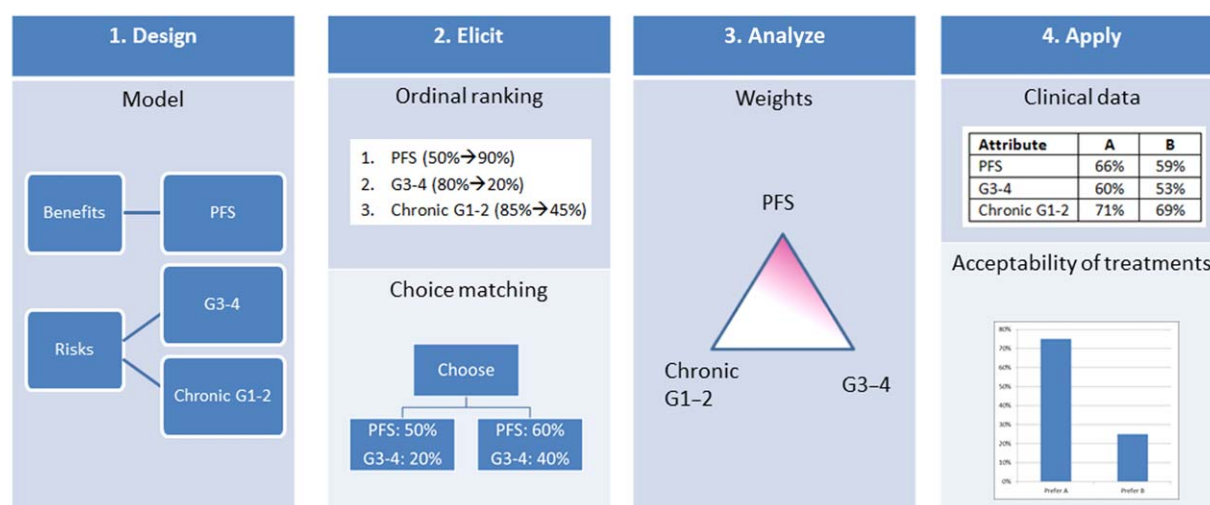 1. Design
Model
Benefits
PFS
Risks
G3-4
Chronic G1-2
2. Elicit
Ordinal ranking
1. PFS (50%→90%)
2. G3-4 (80%→20%)
3. Chronic G1-2 (85%→45%)
Choice matching
Choose
PFS: 50%
G3-4: 20%
PFS: 60%
G3-4: 40%
3. Analyze
Weights
PFS
Chronic
G1–2
G3–4
4. Apply
Clinical data
Attribute A B
PFS 66% 59%
G3-4 60% 53%
Chronic G1-2 71% 69%
Acceptability of treatments
80%
70%
60%
50%
40%
30%
20%
10%
0%
Prefer A Prefer B